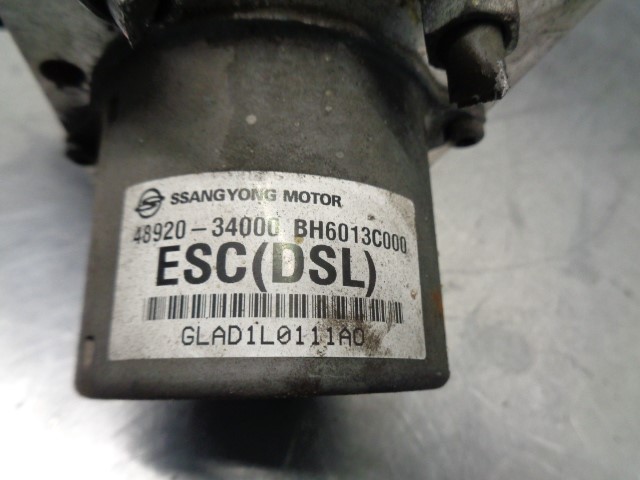 SSANGYONG MOTOR
48920-34000 BH6013C000
ESC(DSL)
GLAD1L0111A0